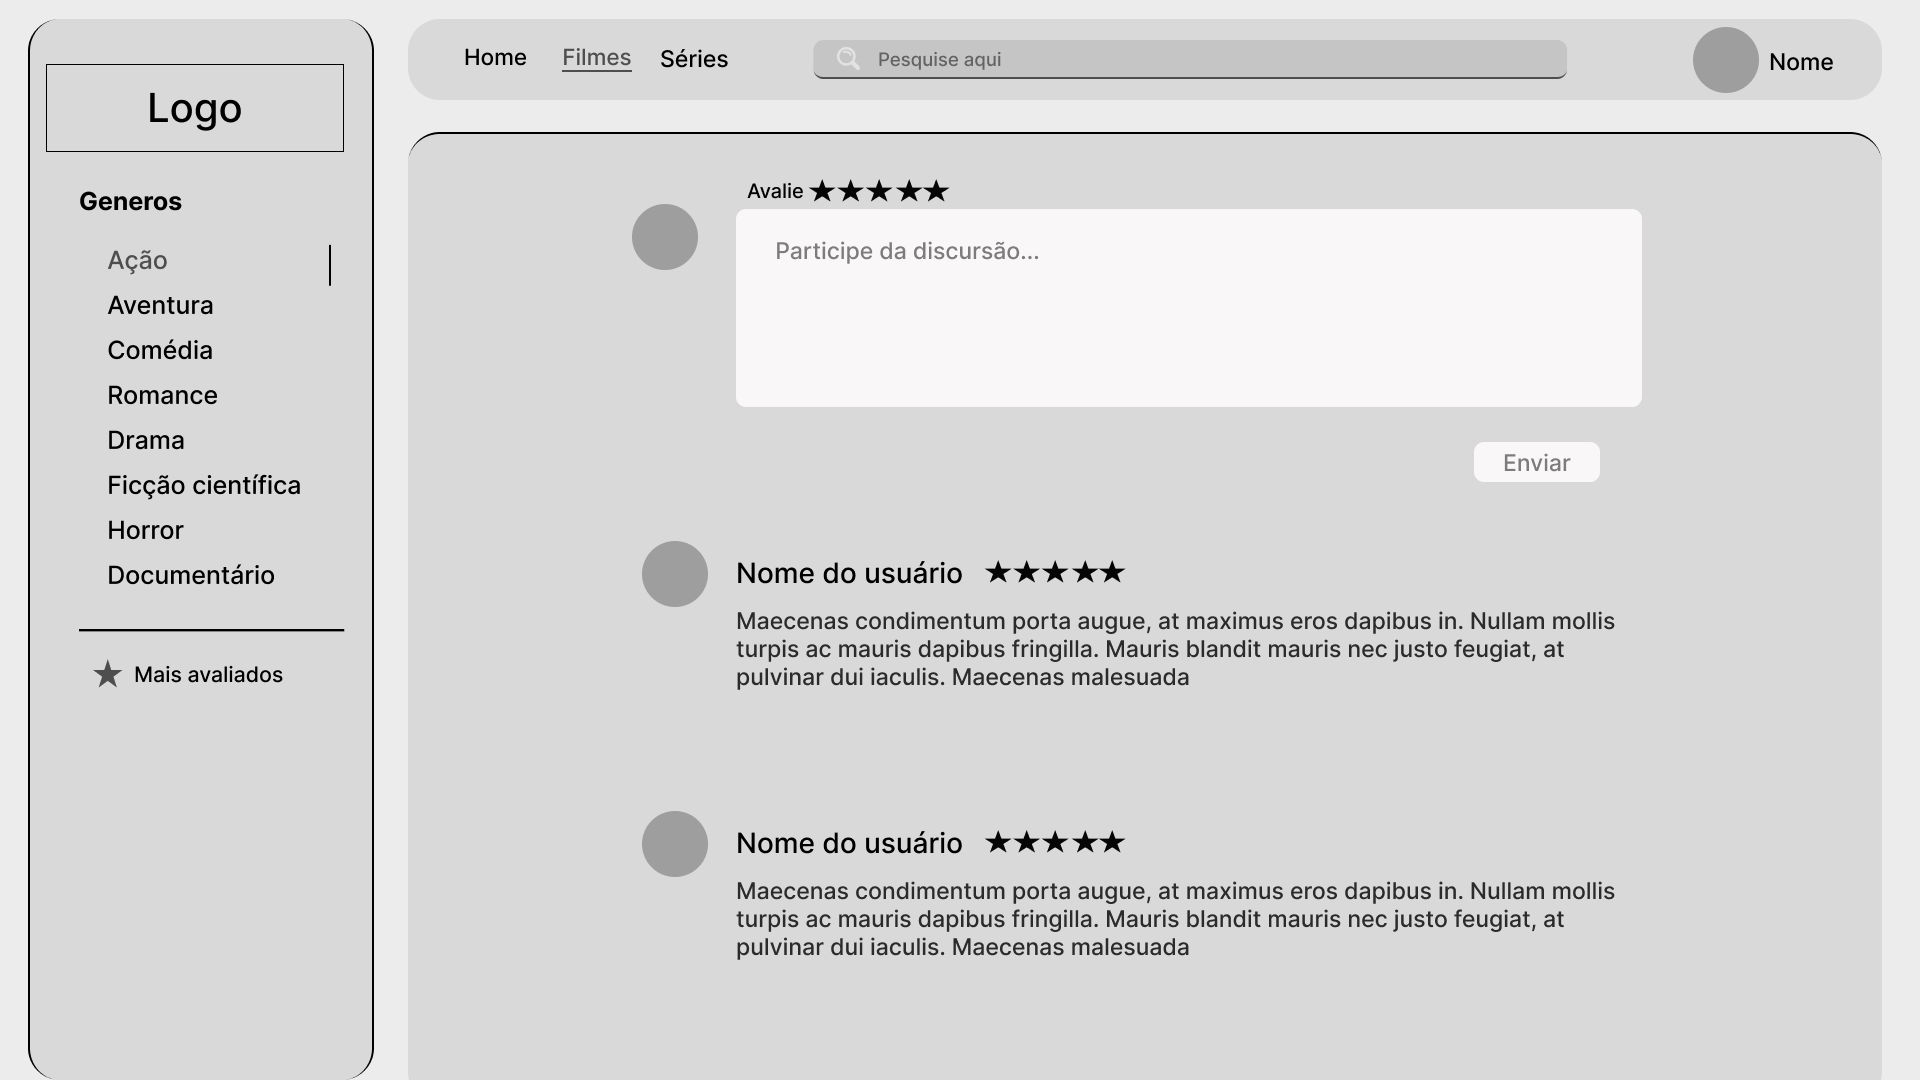 Logo
Generos
Ação
Aventura
Comédia
Romance
Drama
Ficção científica
Horror
Documentário
Mais avaliados
Home
Filmes
Séries
Pesquise aqui
Nome
Avalie ★★★★★
Participe da discursão...
Enviar
Nome do usuário ★★★★★
Maecenas condimentum porta augue, at maximus eros dapibus in. Nullam mollis
turpis ac mauris dapibus fringilla. Mauris blandit mauris nec justo feugiat, at
pulvinar dui iaculis. Maecenas malesuada
Nome do usuário ★★★★★
Maecenas condimentum porta augue, at maximus eros dapibus in. Nullam mollis
turpis ac mauris dapibus fringilla. Mauris blandit mauris nec justo feugiat, at
pulvinar dui iaculis. Maecenas malesuada